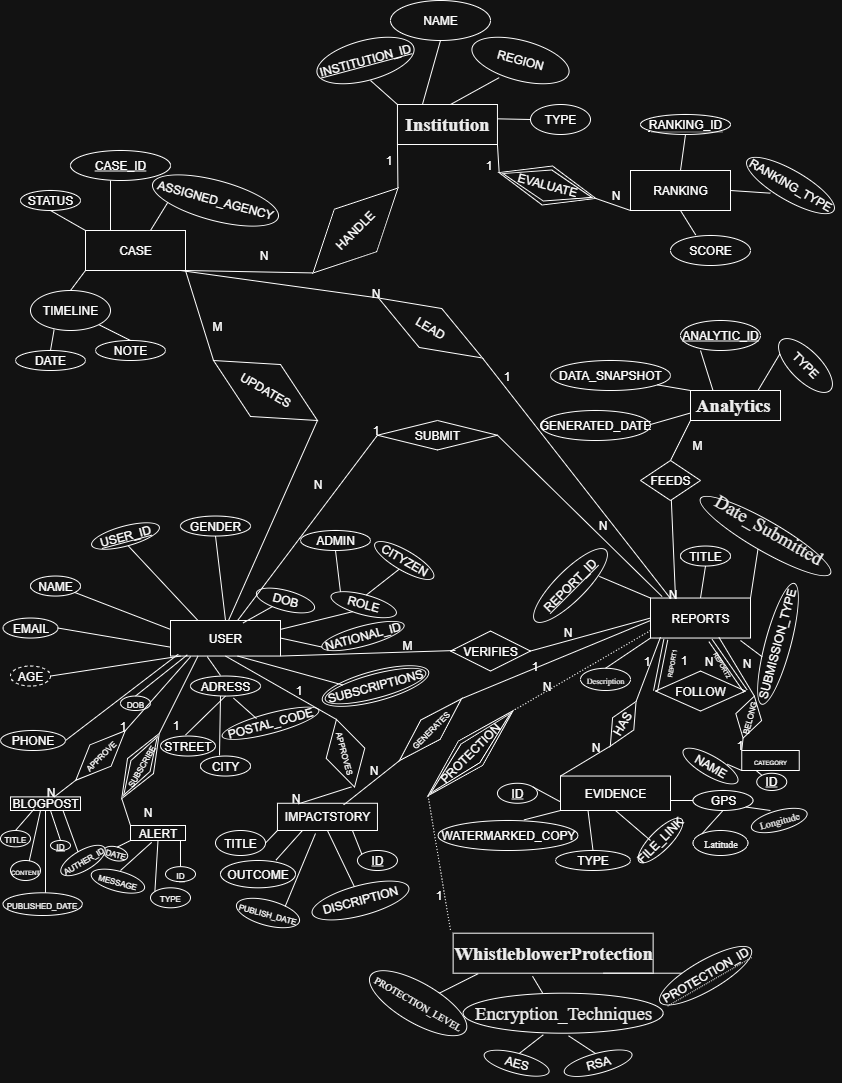 NAME
INSTITUTION_ID
REGION
Institution
TYPE
RANKING_ID
1
1
EVALUATE
N
RANKING
RANKING_TYPE
CASE_ID
STATUS
ASSIGNED_AGENCY
HANDLE
SCORE
CASE
N
TIMELINE
N
LEAD
M
DATE
NOTE
ANALYTIC_ID
TYPE
UPDATES
1
DATA_SNAPSHOT
Analytics
GENERATED_DATE
1
SUBMIT
M
FEEDS
N
N
Date_Submitted
USER_ID
GENDER
ADMIN
CITYZEN
TITLE
NAME
DOB
ROLE
REPORT_ID
N
EMAIL
USER
NATIONAL_ID
REPORTS
SUBMISSION_TYPE
N
M
VERIFIES
1
N
1
REPORT1
1
N
REPORT2
N
AGE
ADRESS
SUBSCRIPTIONS
Description
FOLLOW
DOB
1
1
1
POSTAL_CODE
GENERATES
HAS
BELONG
PHONE
APPROVE
SUBSCRIBE
STREET
CITY
APPROVES
N
PROTECTION
N
1
CATEGORY
NAME
ID
N
BLOGPOST
N
N
IMPACTSTORY
ID
EVIDENCE
GPS
Longitude
Latitude
TITLE
ID
CONTENT
AUTHER_ID
ALERT
DATE
MESSAGE
ID
TYPE
PUBLISHED_DATE
TITLE
OUTCOME
PUBLISH_DATE
DISCRIPTION
ID
WATERMARKED_COPY
TYPE
FILE_LINK
1
WhistleblowerProtection
PROTECTION_LEVEL
Encryption_Techniques
PROTECTION_ID
AES
RSA